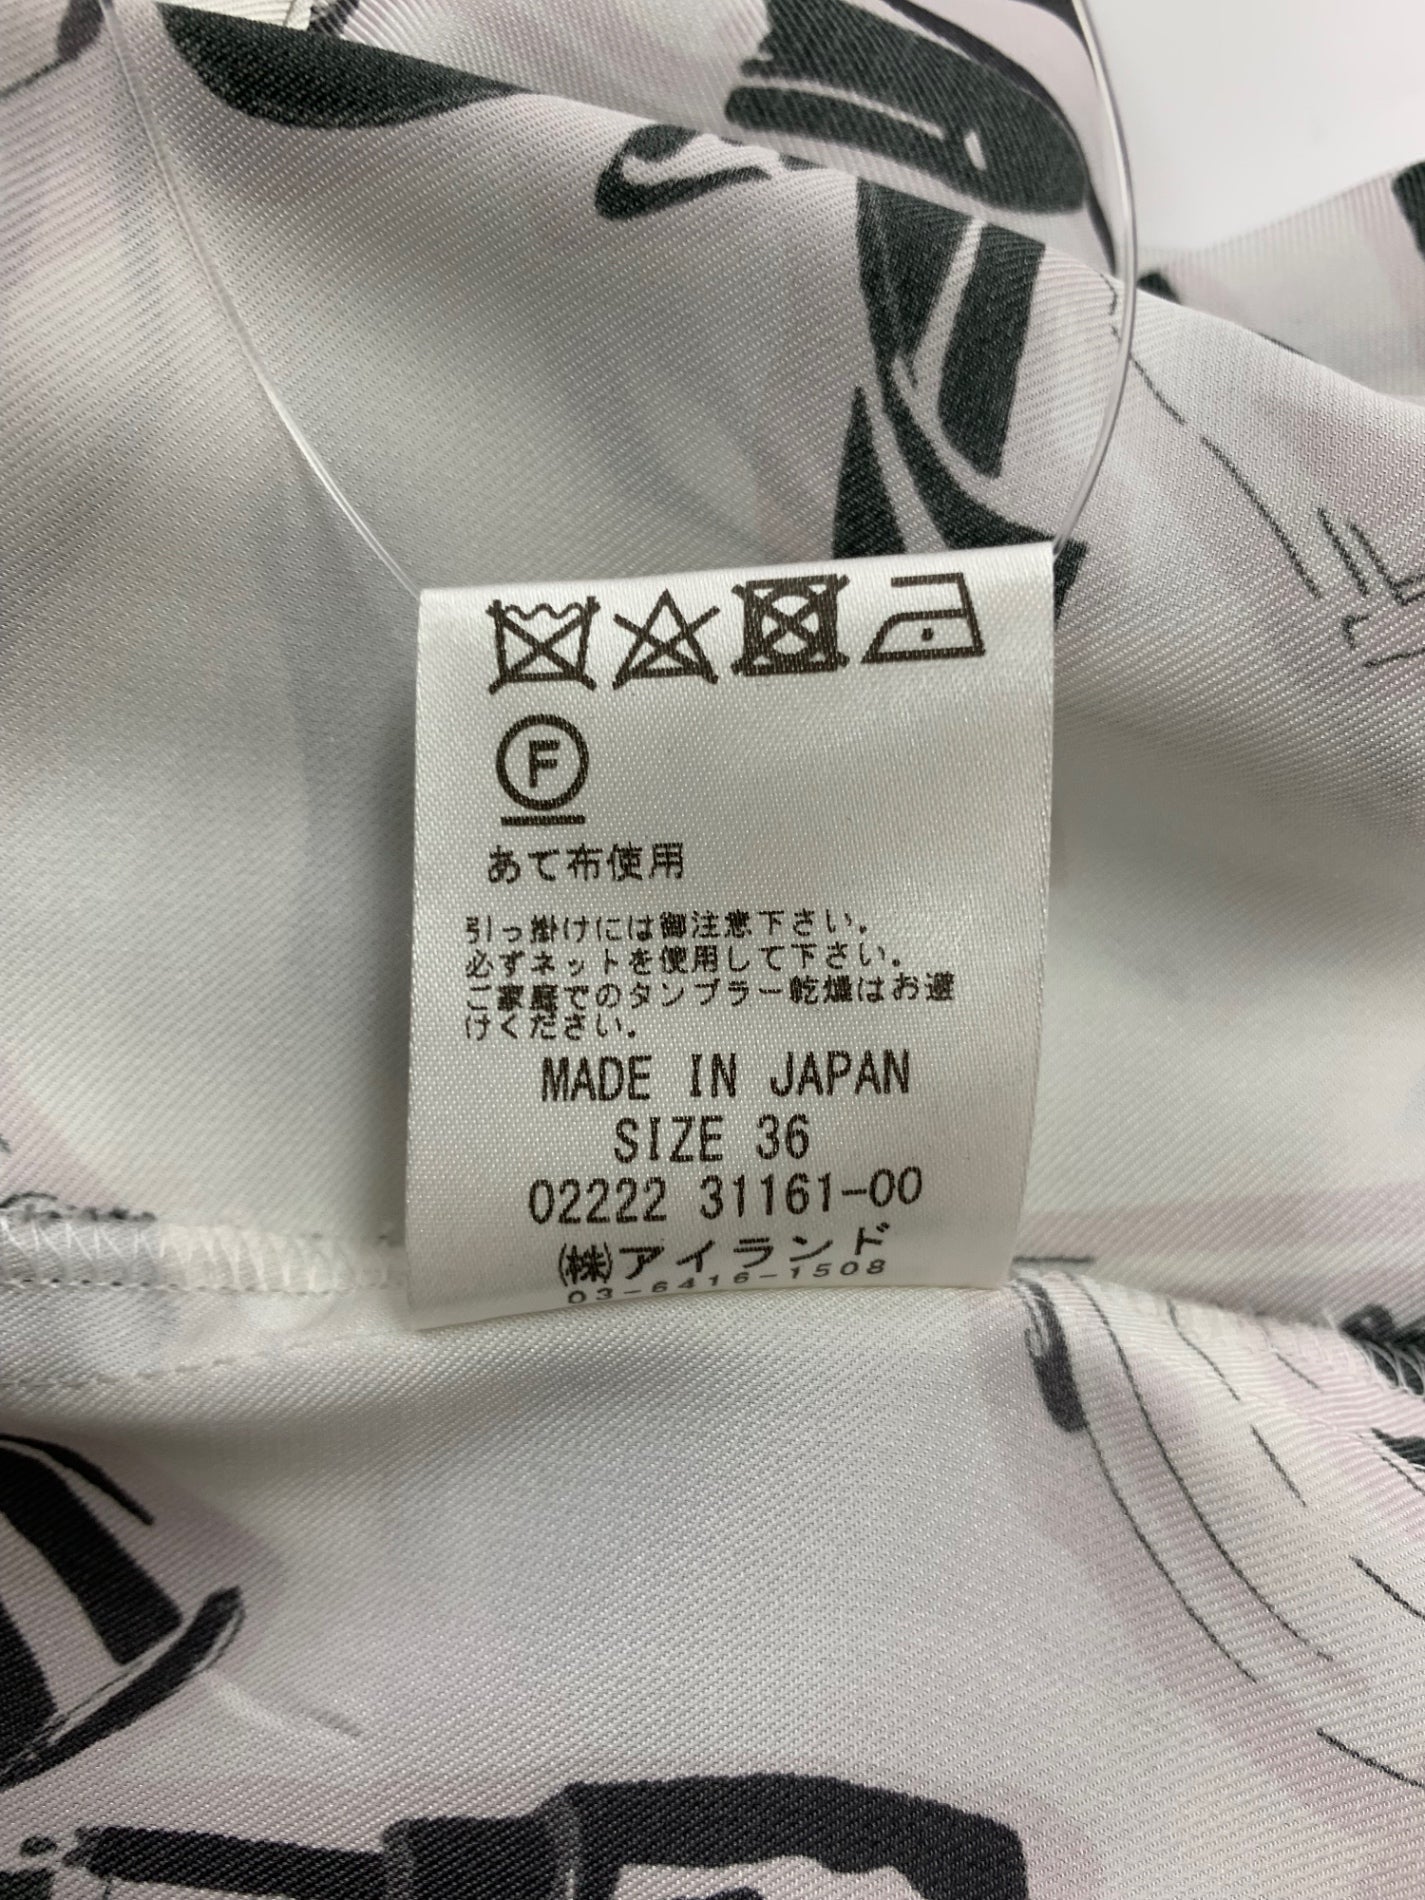 F
あて布使用
引っ掛けには御注意下さい。
必ずネットを使用して下さい。
ご家庭でのタンブラー乾燥はお避
けください。
MADE IN JAPAN
SIZE 36
02222 31161-00
㈱アイランド
03-6416-1508